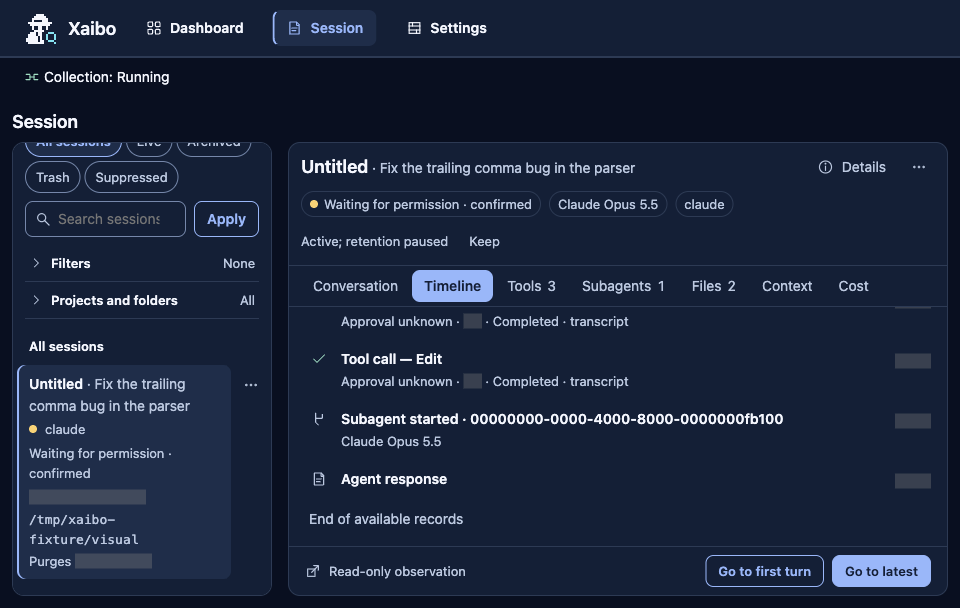 Xaibo
Dashboard
Session
Settings
Collection: Running
Session
All sessions
Live
Archived
Trash
Suppressed
Search sessions
Apply
Filters
None
Projects and folders
All
All sessions
Untitled · Fix the trailing
comma bug in the parser
claude
Waiting for permission ·
confirmed
/tmp/xaibo-
fixture/visual
Purges
Untitled · Fix the trailing comma bug in the parser
Details
Waiting for permission · confirmed
Claude Opus 5.5
claude
Active; retention paused
Keep
Conversation
Timeline
Tools 3
Subagents 1
Files 2
Context
Cost
Approval unknown · · Completed · transcript
Tool call — Edit
Approval unknown · · Completed · transcript
Subagent started · 00000000-0000-4000-8000-0000000fb100
Claude Opus 5.5
Agent response
End of available records
Read-only observation
Go to first turn
Go to latest